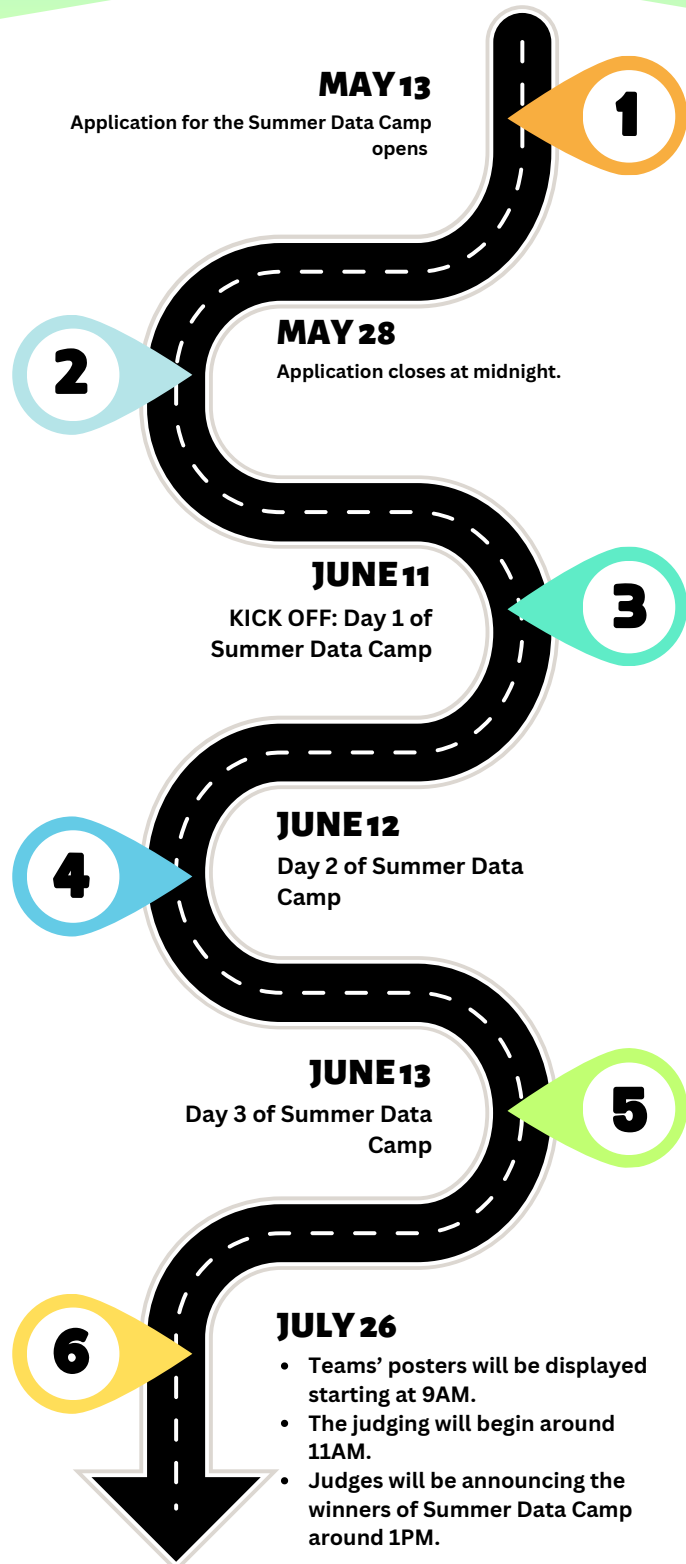 MAY 13
Application for the Summer Data Camp
opens
1
MAY 28
Application closes at midnight.
2
JUNE 11
KICK OFF: Day 1 of
Summer Data Camp
3
JUNE 12
Day 2 of Summer Data
Camp
4
JUNE 13
Day 3 of Summer Data
Camp
5
JULY 26
• Teams’ posters will be displayed
starting at 9AM.
• The judging will begin around
11AM.
• Judges will be announcing the
winners of Summer Data Camp
around 1PM.
6